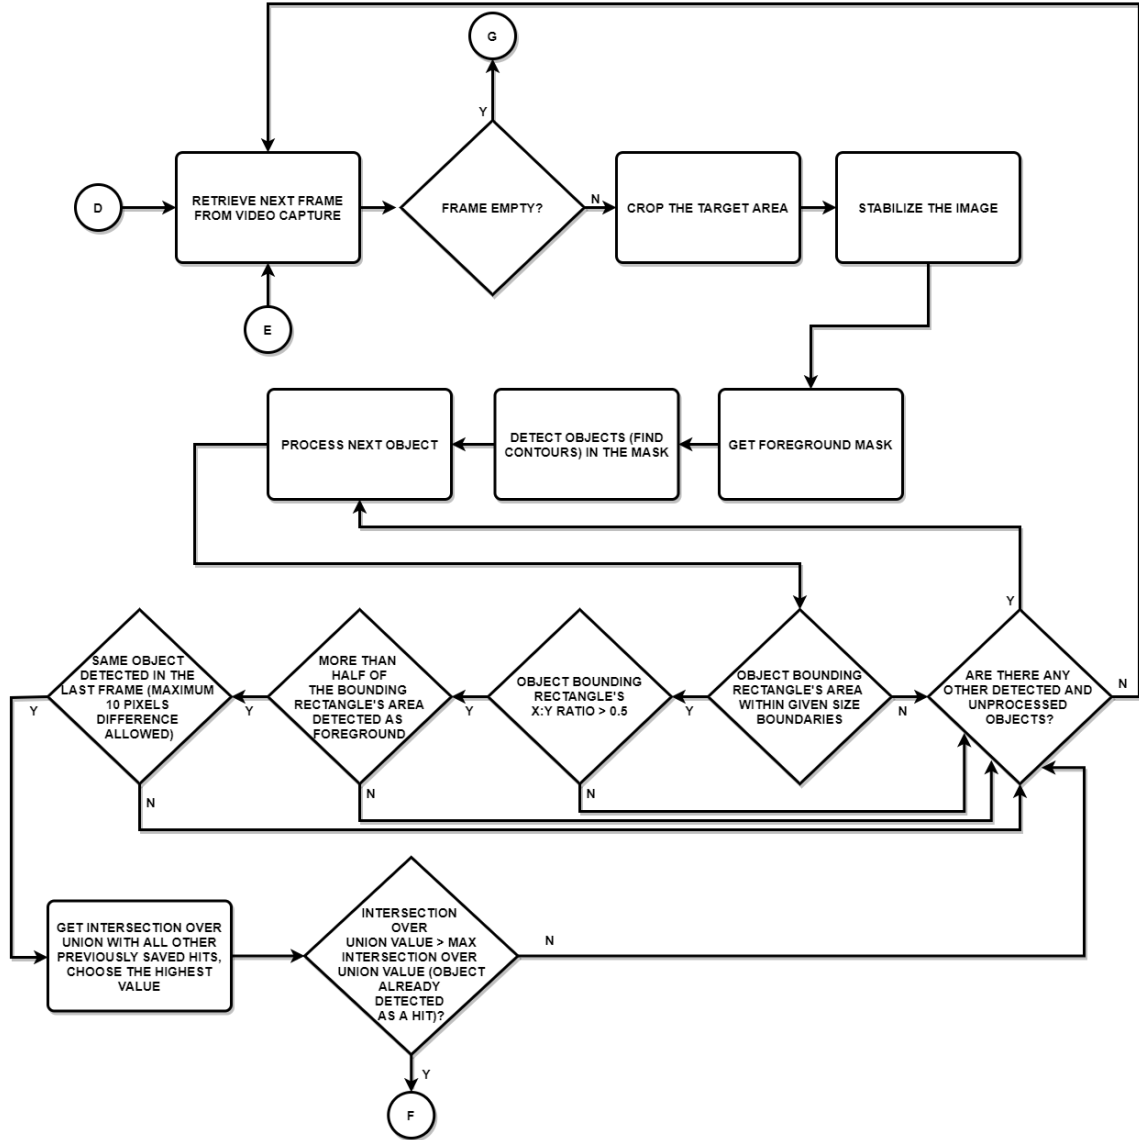 G
Y
D
RETRIEVE NEXT FRAME
FROM VIDEO CAPTURE
FRAME EMPTY?
N
CROP THE TARGET AREA
STABILIZE THE IMAGE
E
PROCESS NEXT OBJECT
DETECT OBJECTS (FIND
CONTOURS) IN THE MASK
GET FOREGROUND MASK
SAME OBJECT
DETECTED IN THE
LAST FRAME (MAXIMUM
10 PIXELS
DIFFERENCE
ALLOWED)
Y
N
MORE THAN
HALF OF
THE BOUNDING
RECTANGLE'S AREA
DETECTED AS
FOREGROUND
Y
N
OBJECT BOUNDING
RECTANGLE'S
X:Y RATIO > 0.5
Y
N
OBJECT BOUNDING
RECTANGLE'S AREA
WITHIN GIVEN SIZE
BOUNDARIES
Y
N
ARE THERE ANY
OTHER DETECTED AND
UNPROCESSED
OBJECTS?
Y
N
GET INTERSECTION OVER
UNION WITH ALL OTHER
PREVIOUSLY SAVED HITS,
CHOOSE THE HIGHEST
VALUE
INTERSECTION
OVER
UNION VALUE > MAX
INTERSECTION OVER
UNION VALUE (OBJECT
ALREADY
DETECTED
AS A HIT)?
N
Y
F